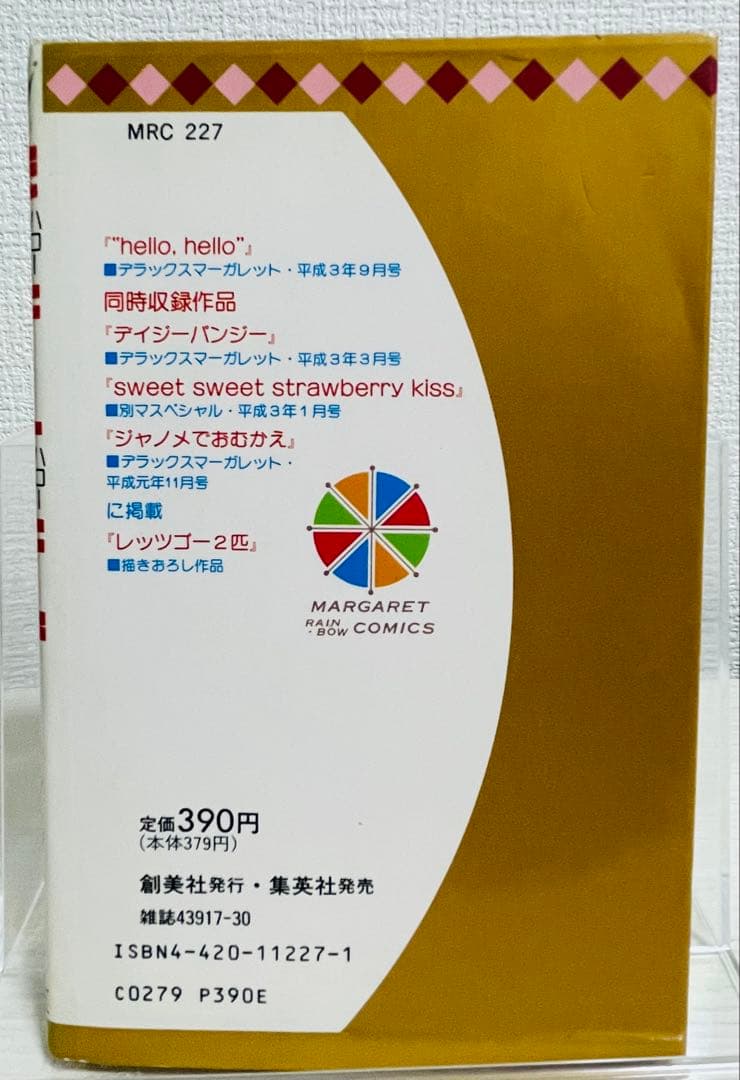 MRC 227
『"hello, hello"』
■デラックスマーガレット・平成3年9月号
同時収録作品
『デイジーパンジー』
■デラックスマーガレット・平成3年3月号
『sweet sweet strawberry kiss』
■別マスペシャル・平成3年1月号
『ジャノメでおむかえ』
■デラックスマーガレット・
平成元年11月号
に掲載
『レッツゴー2匹』
■描きおろし作品
MARGARET
RAIN
・BOW COMICS
定価390円
(本体379円)
創美社発行・集英社発売
雑誌43917-30
ISBN4-420-11227-1
C0279 P390E